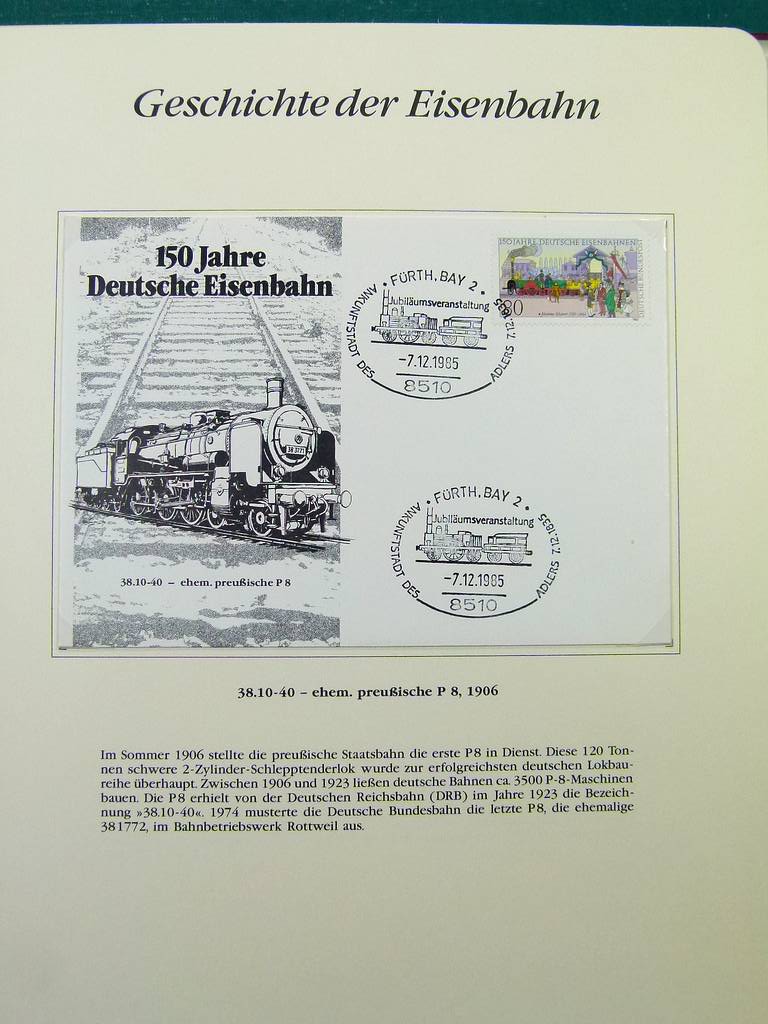 Geschichte der Eisenbahn
150 Jahre
Deutsche Eisenbahn
38.10-40 – ehem. preußische P 8
150 JAHRE DEUTSCHE EISENBAHNEN
80
• FÜRTH, BAY 2 •
Jubiläumsveranstaltung
-7.12.1985
8510
ANKUNFTSTADT DES ADLERS 7.12.1835
• FÜRTH, BAY 2 •
Jubiläumsveranstaltung
-7.12.1985
8510
ANKUNFTSTADT DES ADLERS 7.12.1835
38.10-40 – ehem. preußische P 8, 1906
Im Sommer 1906 stellte die preußische Staatsbahn die erste P8 in Dienst. Diese 120 Ton-
nen schwere 2-Zylinder-Schlepptenderlok wurde zur erfolgreichsten deutschen Lokbau-
reihe überhaupt. Zwischen 1906 und 1923 ließen deutsche Bahnen ca. 3500 P-8-Maschinen
bauen. Die P8 erhielt von der Deutschen Reichsbahn (DRB) im Jahre 1923 die Bezeich-
nung »38.10-40«. 1974 musterte die Deutsche Bundesbahn die letzte P8, die ehemalige
381772, im Bahnbetriebswerk Rottweil aus.